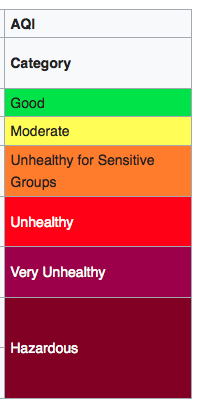 AQI
Category
Good
Moderate
Unhealthy for Sensitive
Groups
Unhealthy
Very Unhealthy
Hazardous